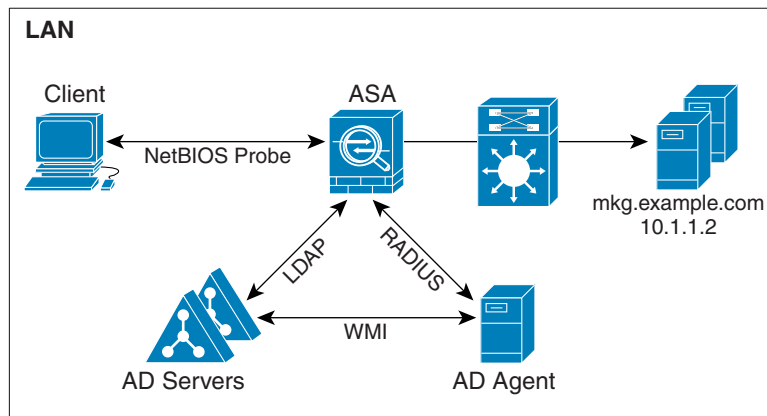 LAN
Client
ASA
NetBIOS Probe
mkg.example.com
10.1.1.2
LDAP
RADIUS
WMI
AD Servers
AD Agent